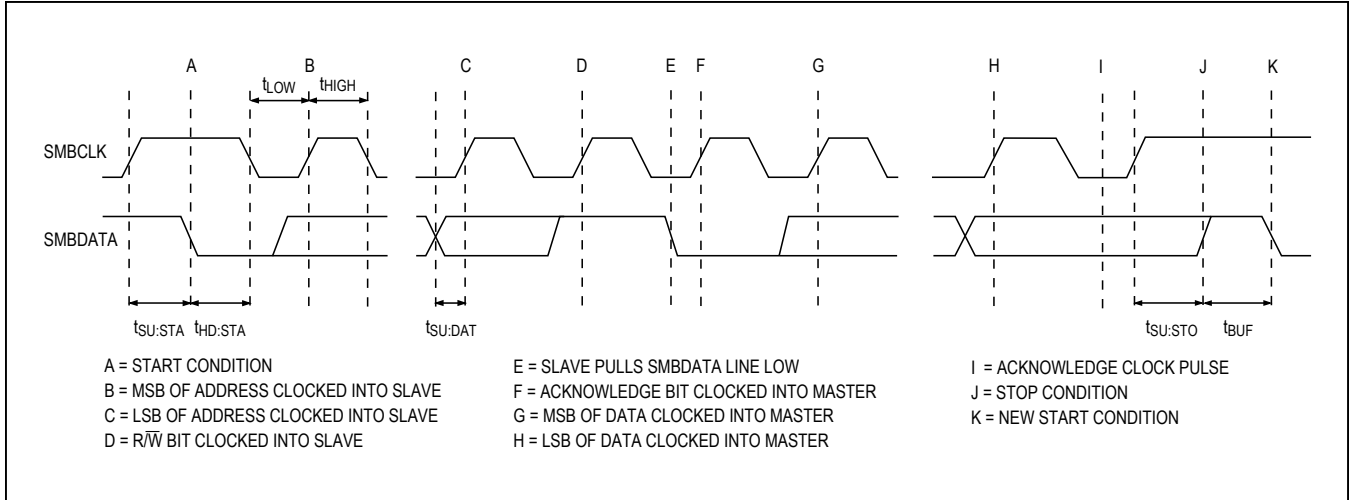 A B C D E F G H I J K
tLOW tHIGH
SMBCLK
SMBDATA
tSU:STA tHD:STA tSU:DAT tSU:STO tBUF
A = START CONDITION
B = MSB OF ADDRESS CLOCKED INTO SLAVE
C = LSB OF ADDRESS CLOCKED INTO SLAVE
D = R/W̅ BIT CLOCKED INTO SLAVE
E = SLAVE PULLS SMBDATA LINE LOW
F = ACKNOWLEDGE BIT CLOCKED INTO MASTER
G = MSB OF DATA CLOCKED INTO MASTER
H = LSB OF DATA CLOCKED INTO MASTER
I = ACKNOWLEDGE CLOCK PULSE
J = STOP CONDITION
K = NEW START CONDITION